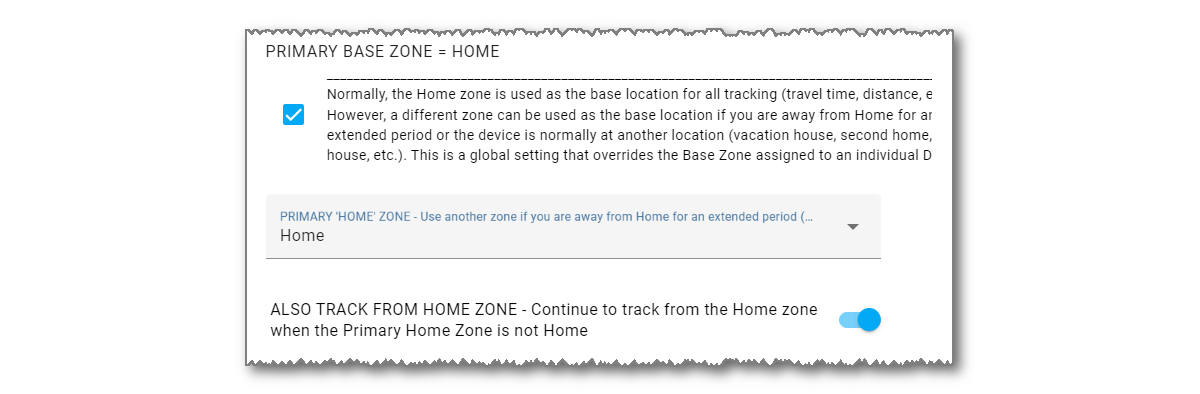 PRIMARY BASE ZONE = HOME
Normally, the Home zone is used as the base location for all tracking (travel time, distance, e
However, a different zone can be used as the base location if you are away from Home for ar
extended period or the device is normally at another location (vacation house, second home,
house, etc.). This is a global setting that overrides the Base Zone assigned to an individual D
PRIMARY 'HOME' ZONE - Use another zone if you are away from Home for an extended period (...
Home
ALSO TRACK FROM HOME ZONE - Continue to track from the Home zone
when the Primary Home Zone is not Home